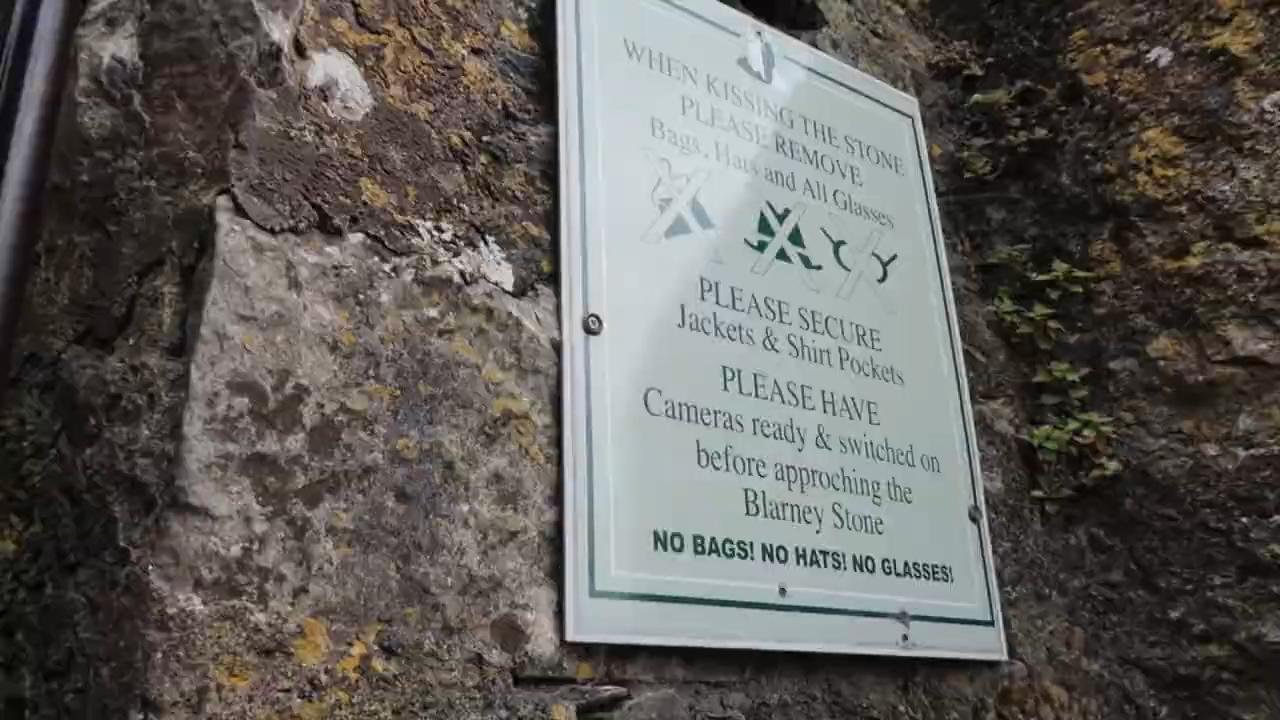 WHEN KISSING THE STONE
PLEASE REMOVE
Bags, Hats and All Glasses
PLEASE SECURE
Jackets & Shirt Pockets
PLEASE HAVE
Cameras ready & switched on
before approching the
Blarney Stone
NO BAGS! NO HATS! NO GLASSES!